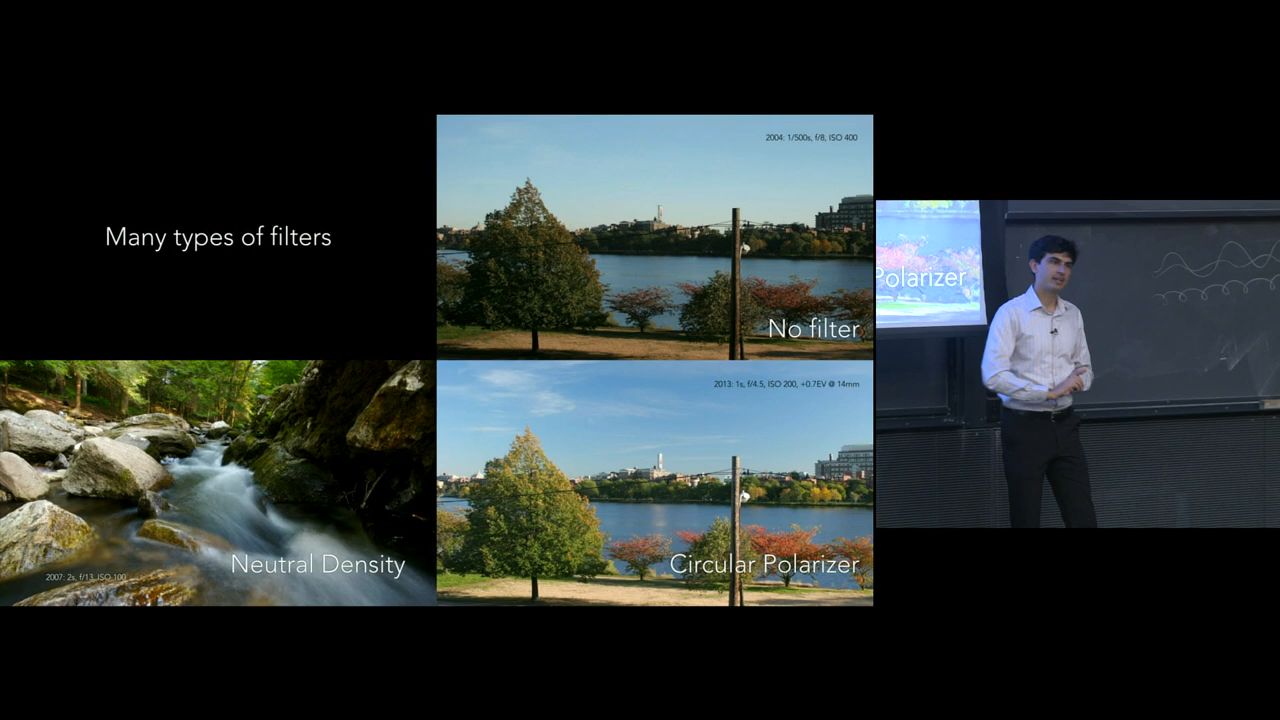 Many types of filters
2004: 1/500s, f/8, ISO 400
No filter
2007: 2s, f/13, ISO 100
Neutral Density
2013: 1s, f/4.5, ISO 200, +0.7EV @ 14mm
Circular Polarizer
Polarizer